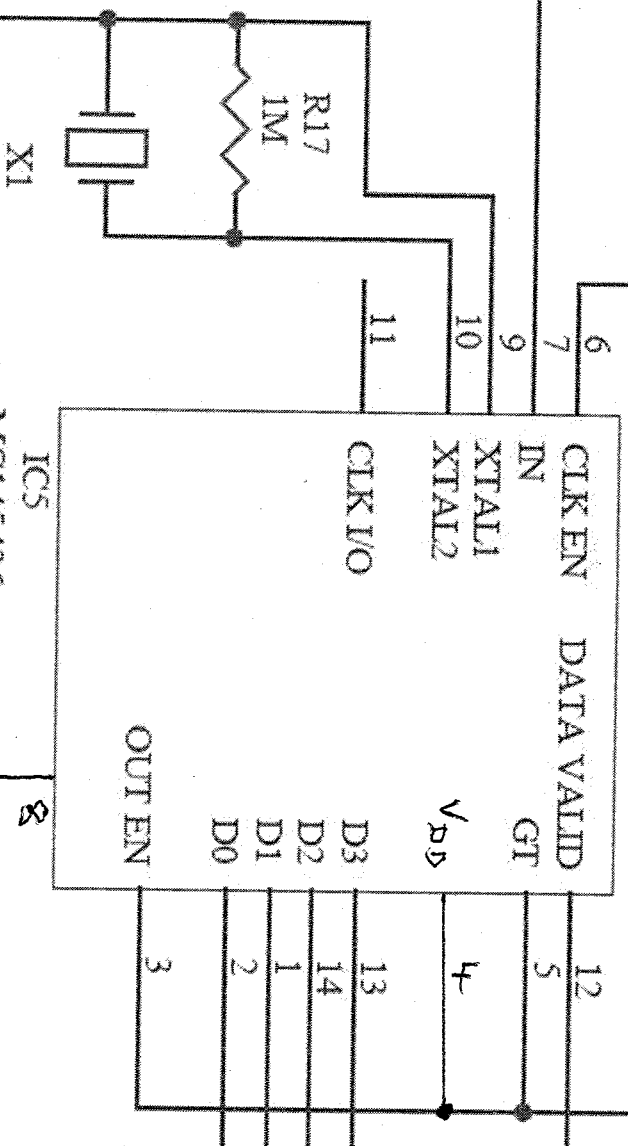 6 CLK EN DATA VALID 12
7 IN GT 5
9 XTAL1
10 XTAL2 VDD 4
11 CLK I/O D3 13
D2 14
D1 1
D0 2
OUT EN 3
R17
1M
X1
IC5
8